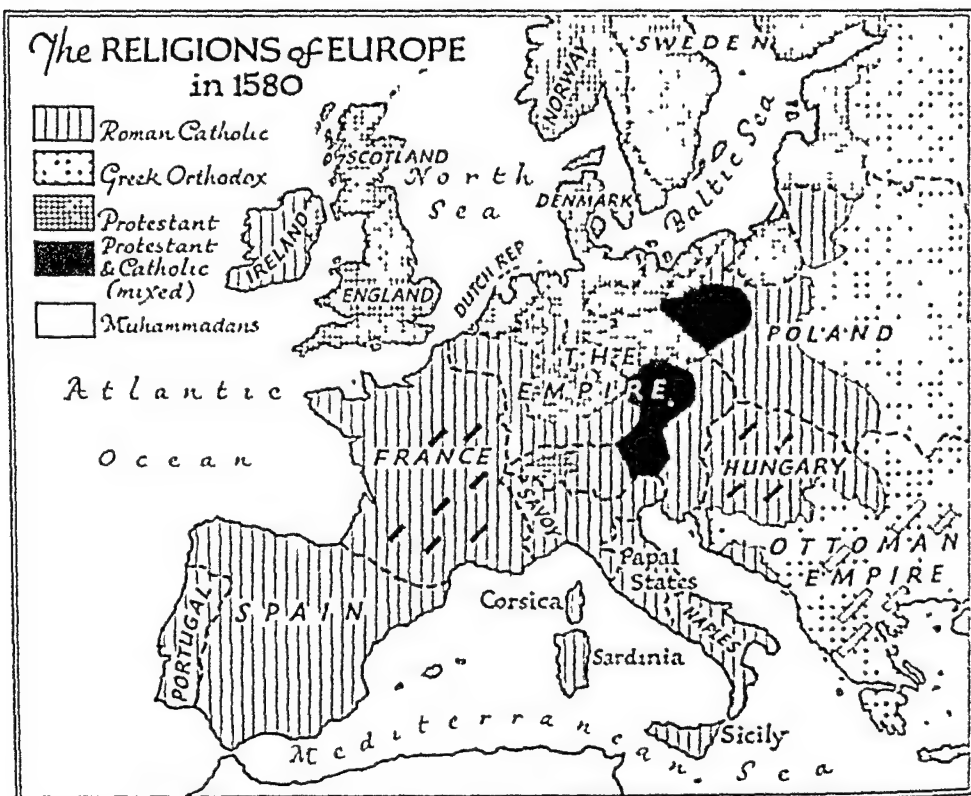 The RELIGIONS of EUROPE
in 1580
Roman Catholic
Greek Orthodox
Protestant
Protestant
& Catholic
(mixed)
Muhammadans
SWEDEN
NORWAY
SCOTLAND
North
Sea
DENMARK
Baltic Sea
IRELAND
ENGLAND
DUTCH REP
POLAND
THE
EMPIRE.
Atlantic
Ocean
FRANCE
HUNGARY
SAVOY
OTTOMAN
EMPIRE
Papal
States
Corsica
NAPLES
SPAIN
PORTUGAL
Sardinia
Sicily
Mediterranean Sea